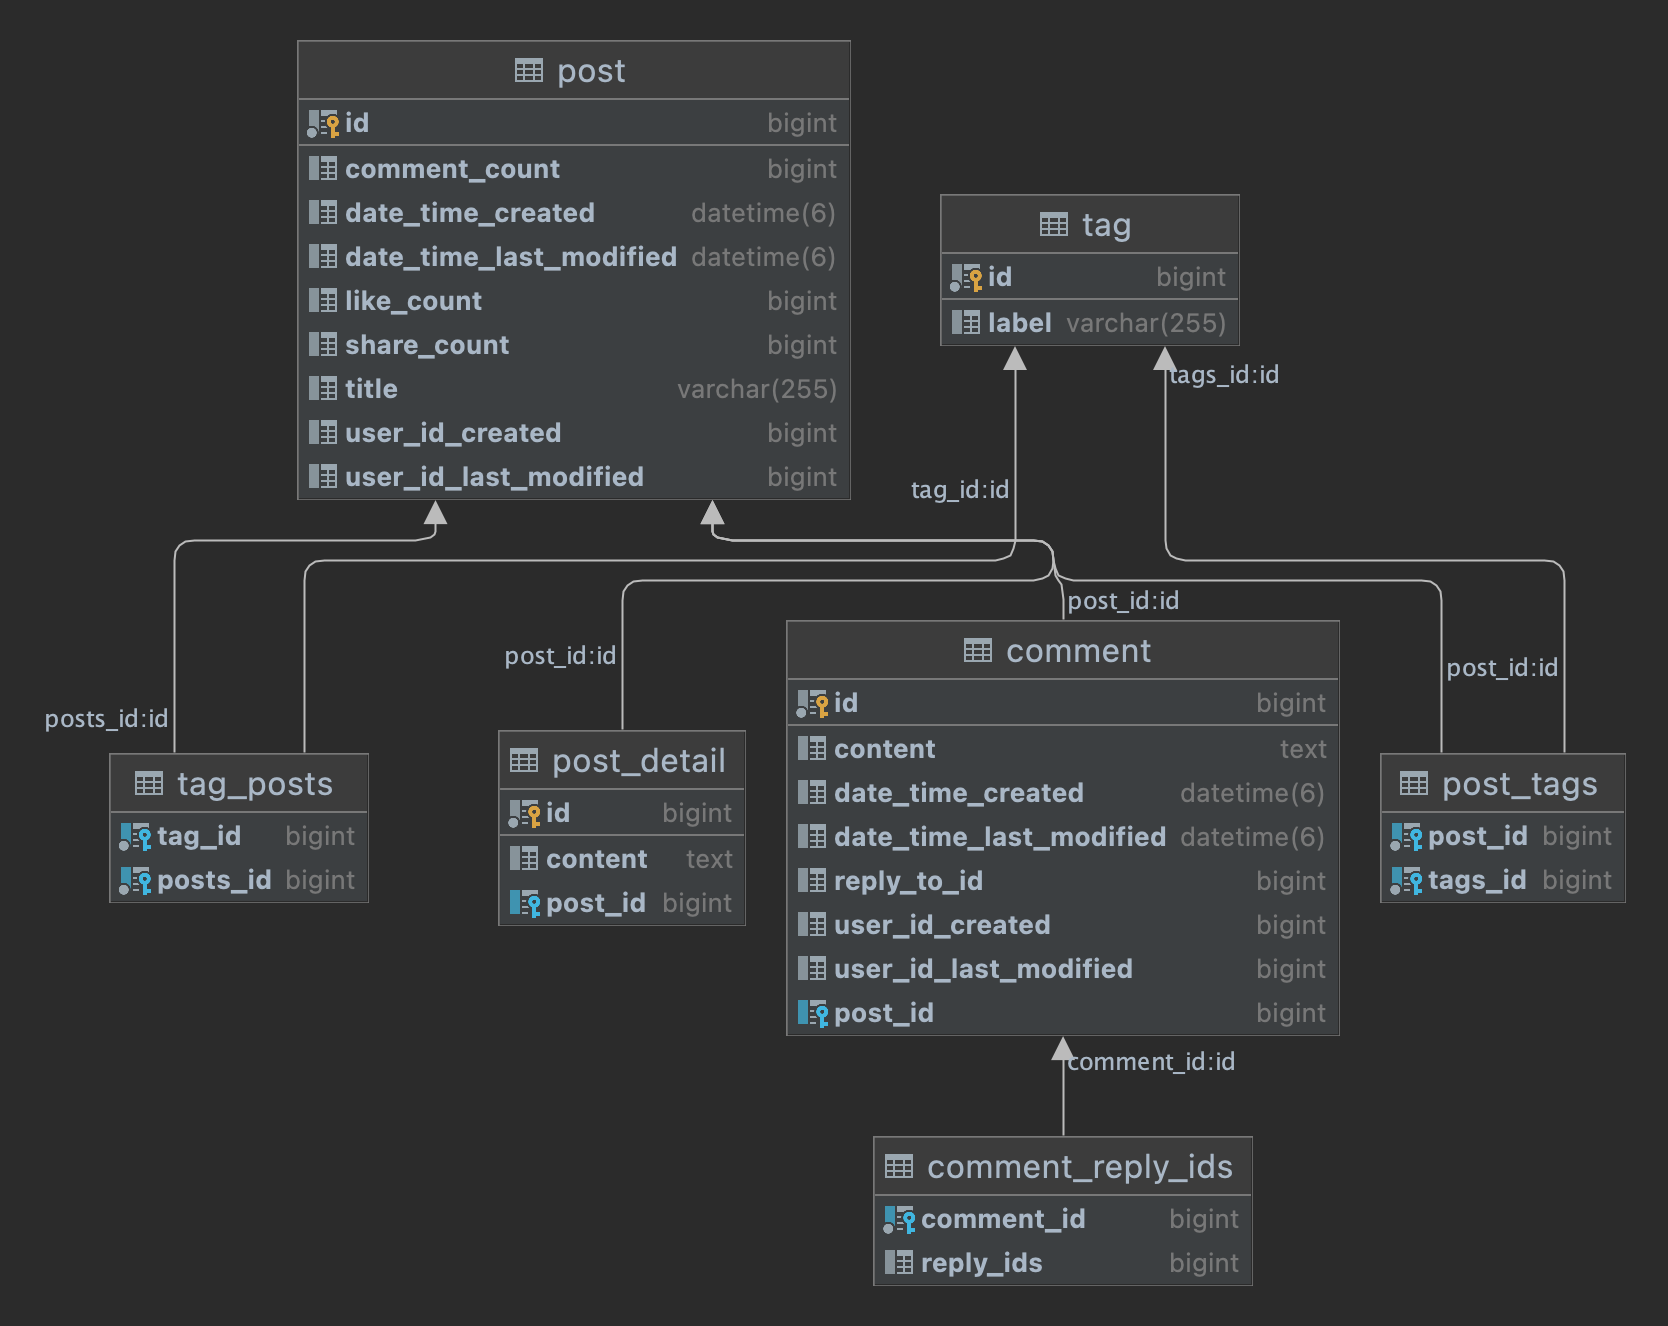 post
id bigint
comment_count bigint
date_time_created datetime(6)
date_time_last_modified datetime(6)
like_count bigint
share_count bigint
title varchar(255)
user_id_created bigint
user_id_last_modified bigint
tag
id bigint
label varchar(255)
tags_id:id
tag_id:id
post_id:id
post_id:id
post_id:id
posts_id:id
tag_posts
tag_id bigint
posts_id bigint
post_detail
id bigint
content text
post_id bigint
comment
id bigint
content text
date_time_created datetime(6)
date_time_last_modified datetime(6)
reply_to_id bigint
user_id_created bigint
user_id_last_modified bigint
post_id bigint
post_tags
post_id bigint
tags_id bigint
comment_id:id
comment_reply_ids
comment_id bigint
reply_ids bigint